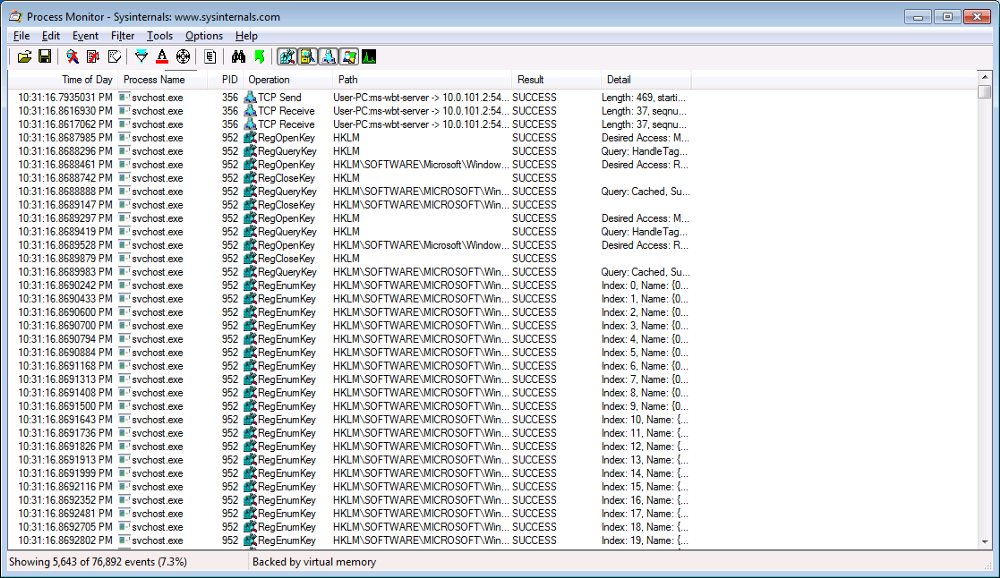 Process Monitor - Sysinternals: www.sysinternals.com
File Edit Event Filter Tools Options Help
Time of Day Process Name PID Operation Path Result Detail
10:31:16.7935031 PM svchost.exe 356 TCP Send User-PC:ms-wbt-server -> 10.0.101.2:54... SUCCESS Length: 469, starti...
10:31:16.8616930 PM svchost.exe 356 TCP Receive User-PC:ms-wbt-server -> 10.0.101.2:54... SUCCESS Length: 37, seqnu...
10:31:16.8617062 PM svchost.exe 356 TCP Receive User-PC:ms-wbt-server -> 10.0.101.2:54... SUCCESS Length: 37, seqnu...
10:31:16.8687985 PM svchost.exe 952 RegOpenKey HKLM SUCCESS Desired Access: M...
10:31:16.8688296 PM svchost.exe 952 RegQueryKey HKLM SUCCESS Query: HandleTag...
10:31:16.8688461 PM svchost.exe 952 RegOpenKey HKLM\SOFTWARE\Microsoft\Window... SUCCESS Desired Access: R...
10:31:16.8688742 PM svchost.exe 952 RegCloseKey HKLM SUCCESS
10:31:16.8688888 PM svchost.exe 952 RegQueryKey HKLM\SOFTWARE\MICROSOFT\Win... SUCCESS Query: Cached, Su...
10:31:16.8689147 PM svchost.exe 952 RegCloseKey HKLM\SOFTWARE\MICROSOFT\Win... SUCCESS
10:31:16.8689297 PM svchost.exe 952 RegOpenKey HKLM SUCCESS Desired Access: M...
10:31:16.8689419 PM svchost.exe 952 RegQueryKey HKLM SUCCESS Query: HandleTag...
10:31:16.8689528 PM svchost.exe 952 RegOpenKey HKLM\SOFTWARE\Microsoft\Window... SUCCESS Desired Access: R...
10:31:16.8689879 PM svchost.exe 952 RegCloseKey HKLM SUCCESS
10:31:16.8689983 PM svchost.exe 952 RegQueryKey HKLM\SOFTWARE\MICROSOFT\Win... SUCCESS Query: Cached, Su...
10:31:16.8690242 PM svchost.exe 952 RegEnumKey HKLM\SOFTWARE\MICROSOFT\Win... SUCCESS Index: 0, Name: {0...
10:31:16.8690433 PM svchost.exe 952 RegEnumKey HKLM\SOFTWARE\MICROSOFT\Win... SUCCESS Index: 1, Name: {0...
10:31:16.8690600 PM svchost.exe 952 RegEnumKey HKLM\SOFTWARE\MICROSOFT\Win... SUCCESS Index: 2, Name: {0...
10:31:16.8690700 PM svchost.exe 952 RegEnumKey HKLM\SOFTWARE\MICROSOFT\Win... SUCCESS Index: 3, Name: {0...
10:31:16.8690794 PM svchost.exe 952 RegEnumKey HKLM\SOFTWARE\MICROSOFT\Win... SUCCESS Index: 4, Name: {0...
10:31:16.8690884 PM svchost.exe 952 RegEnumKey HKLM\SOFTWARE\MICROSOFT\Win... SUCCESS Index: 5, Name: {0...
10:31:16.8691168 PM svchost.exe 952 RegEnumKey HKLM\SOFTWARE\MICROSOFT\Win... SUCCESS Index: 6, Name: {0...
10:31:16.8691313 PM svchost.exe 952 RegEnumKey HKLM\SOFTWARE\MICROSOFT\Win... SUCCESS Index: 7, Name: {0...
10:31:16.8691408 PM svchost.exe 952 RegEnumKey HKLM\SOFTWARE\MICROSOFT\Win... SUCCESS Index: 8, Name: {0...
10:31:16.8691500 PM svchost.exe 952 RegEnumKey HKLM\SOFTWARE\MICROSOFT\Win... SUCCESS Index: 9, Name: {0...
10:31:16.8691643 PM svchost.exe 952 RegEnumKey HKLM\SOFTWARE\MICROSOFT\Win... SUCCESS Index: 10, Name: {...
10:31:16.8691736 PM svchost.exe 952 RegEnumKey HKLM\SOFTWARE\MICROSOFT\Win... SUCCESS Index: 11, Name: {...
10:31:16.8691826 PM svchost.exe 952 RegEnumKey HKLM\SOFTWARE\MICROSOFT\Win... SUCCESS Index: 12, Name: {...
10:31:16.8691913 PM svchost.exe 952 RegEnumKey HKLM\SOFTWARE\MICROSOFT\Win... SUCCESS Index: 13, Name: {...
10:31:16.8691999 PM svchost.exe 952 RegEnumKey HKLM\SOFTWARE\MICROSOFT\Win... SUCCESS Index: 14, Name: {...
10:31:16.8692116 PM svchost.exe 952 RegEnumKey HKLM\SOFTWARE\MICROSOFT\Win... SUCCESS Index: 15, Name: {...
10:31:16.8692352 PM svchost.exe 952 RegEnumKey HKLM\SOFTWARE\MICROSOFT\Win... SUCCESS Index: 16, Name: {...
10:31:16.8692481 PM svchost.exe 952 RegEnumKey HKLM\SOFTWARE\MICROSOFT\Win... SUCCESS Index: 17, Name: {...
10:31:16.8692705 PM svchost.exe 952 RegEnumKey HKLM\SOFTWARE\MICROSOFT\Win... SUCCESS Index: 18, Name: {...
10:31:16.8692802 PM svchost.exe 952 RegEnumKey HKLM\SOFTWARE\MICROSOFT\Win... SUCCESS Index: 19, Name: {...
Showing 5,643 of 76,892 events (7.3%) Backed by virtual memory